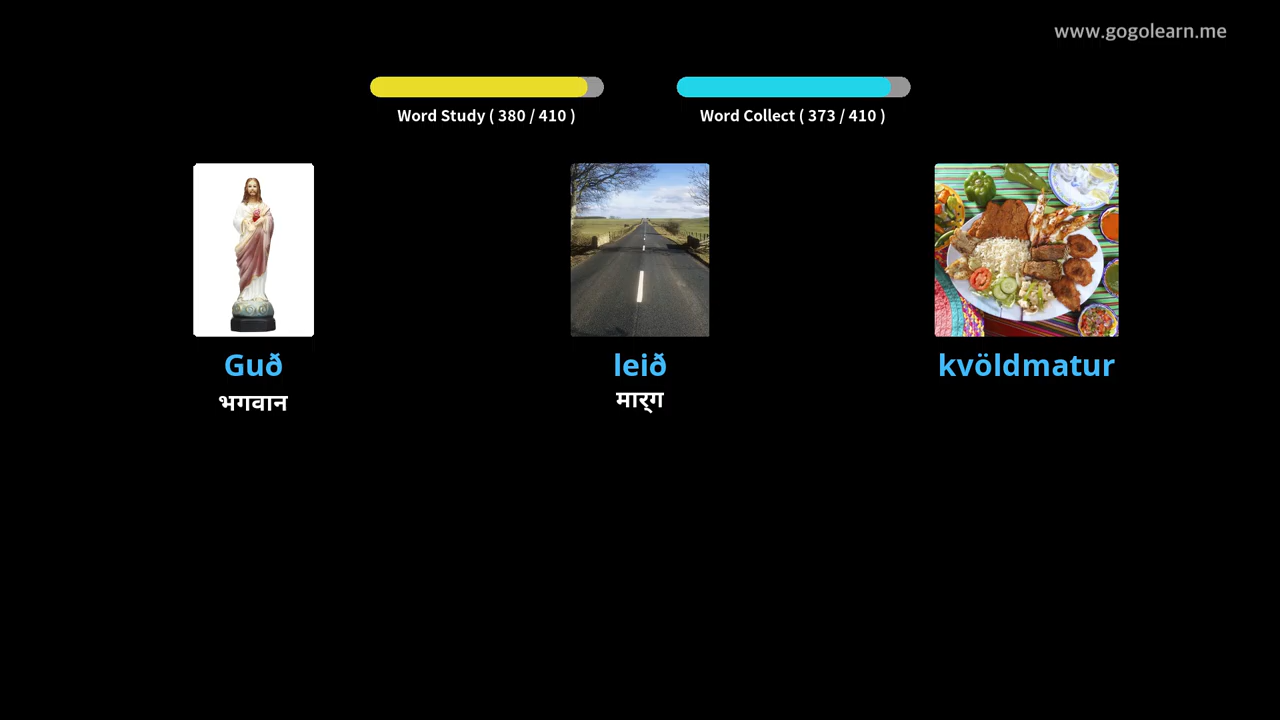 www.gogolearn.me
Word Study ( 380 / 410 )
Word Collect ( 373 / 410 )
Guð
leið
kvöldmatur
भगवान
मार्ग